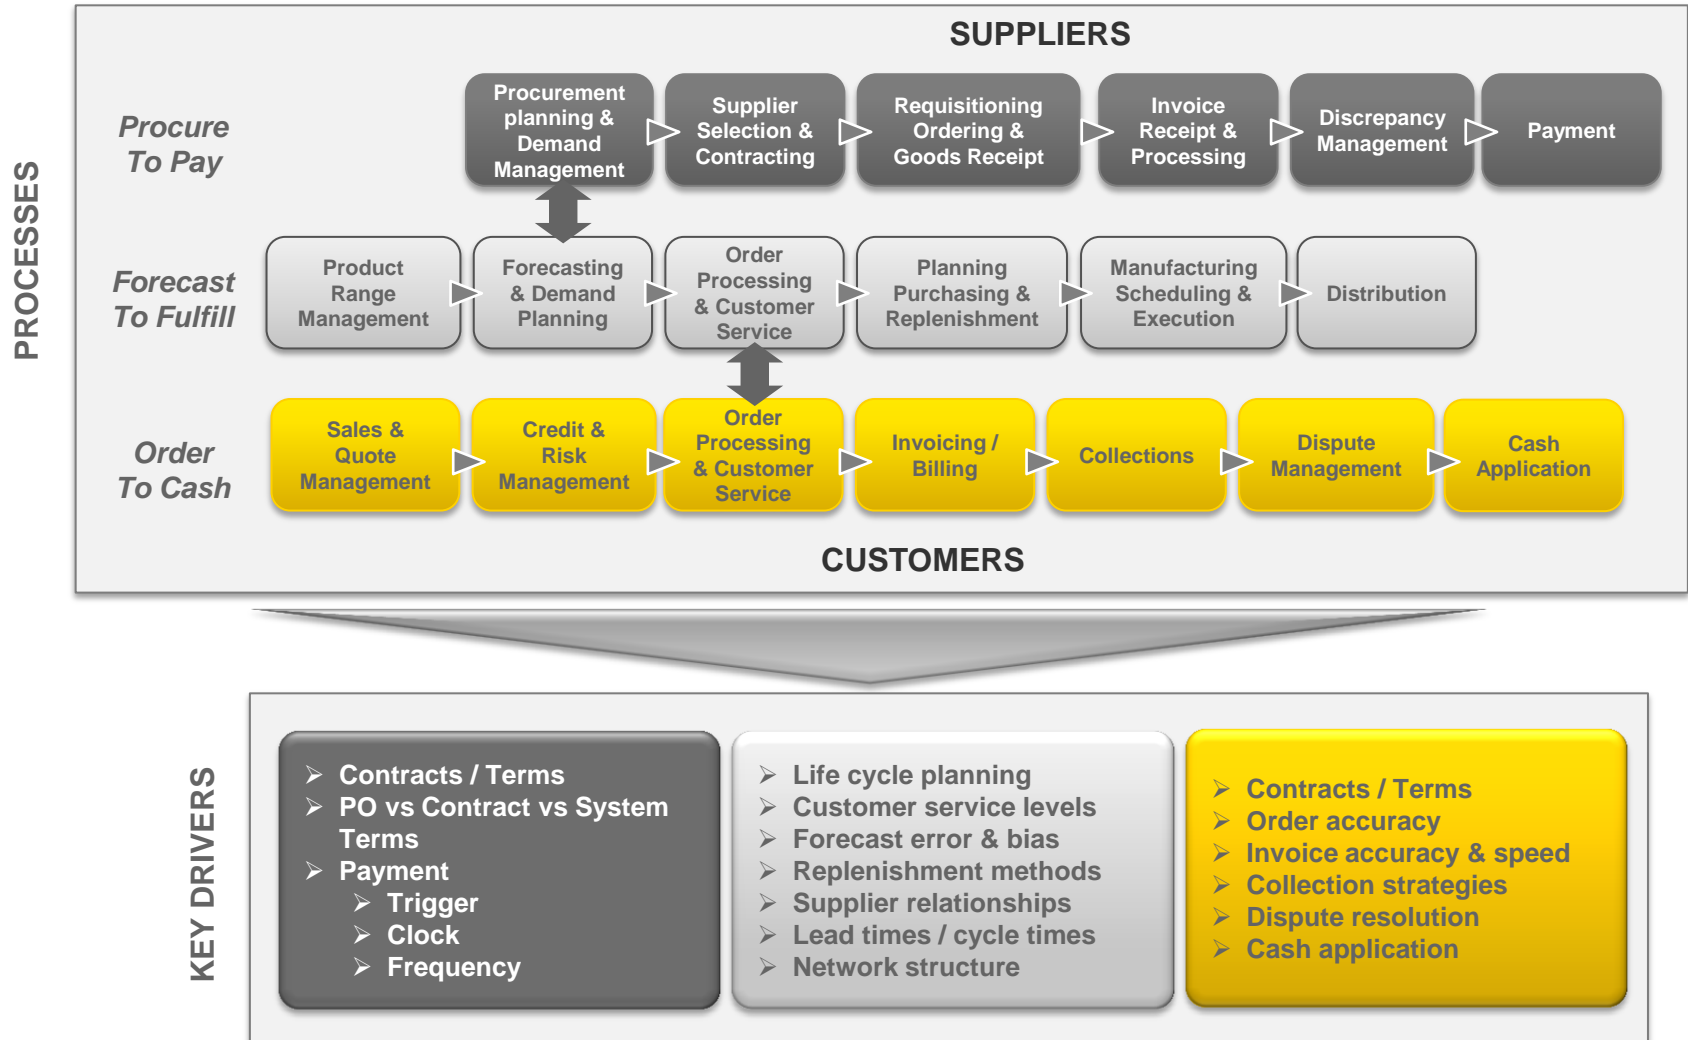 SUPPLIERS
PROCESSES
Procure
To Pay
Procurement
planning &
Demand
Management
Supplier
Selection &
Contracting
Requisitioning
Ordering &
Goods Receipt
Invoice
Receipt &
Processing
Discrepancy
Management
Payment
Forecast
To Fulfill
Product
Range
Management
Forecasting
& Demand
Planning
Order
Processing
& Customer
Service
Planning
Purchasing &
Replenishment
Manufacturing
Scheduling &
Execution
Distribution
Order
To Cash
Sales &
Quote
Management
Credit &
Risk
Management
Order
Processing
& Customer
Service
Invoicing /
Billing
Collections
Dispute
Management
Cash
Application
CUSTOMERS
KEY DRIVERS
Contracts / Terms
PO vs Contract vs System
Terms
Payment
Trigger
Clock
Frequency
Life cycle planning
Customer service levels
Forecast error & bias
Replenishment methods
Supplier relationships
Lead times / cycle times
Network structure
Contracts / Terms
Order accuracy
Invoice accuracy & speed
Collection strategies
Dispute resolution
Cash application